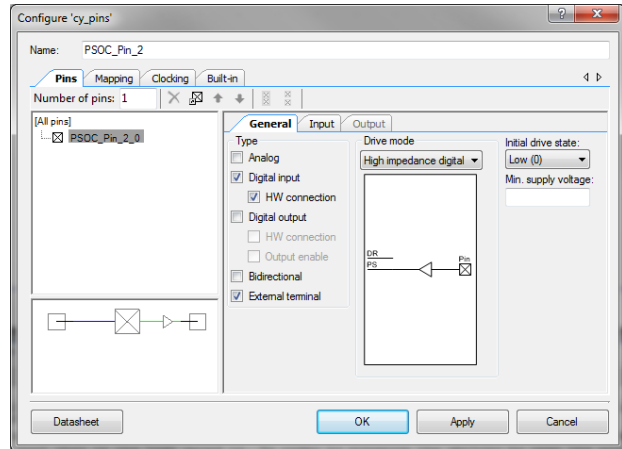 Configure 'cy_pins'
Name: PSOC_Pin_2
Pins Mapping Clocking Built-in
Number of pins: 1
[All pins]
PSOC_Pin_2_0
General Input Output
Type
Analog
Digital input
HW connection
Digital output
HW connection
Output enable
Bidirectional
External terminal
Drive mode
High impedance digital
DR
PS
Pin
Initial drive state:
Low (0)
Min. supply voltage:
Datasheet OK Apply Cancel